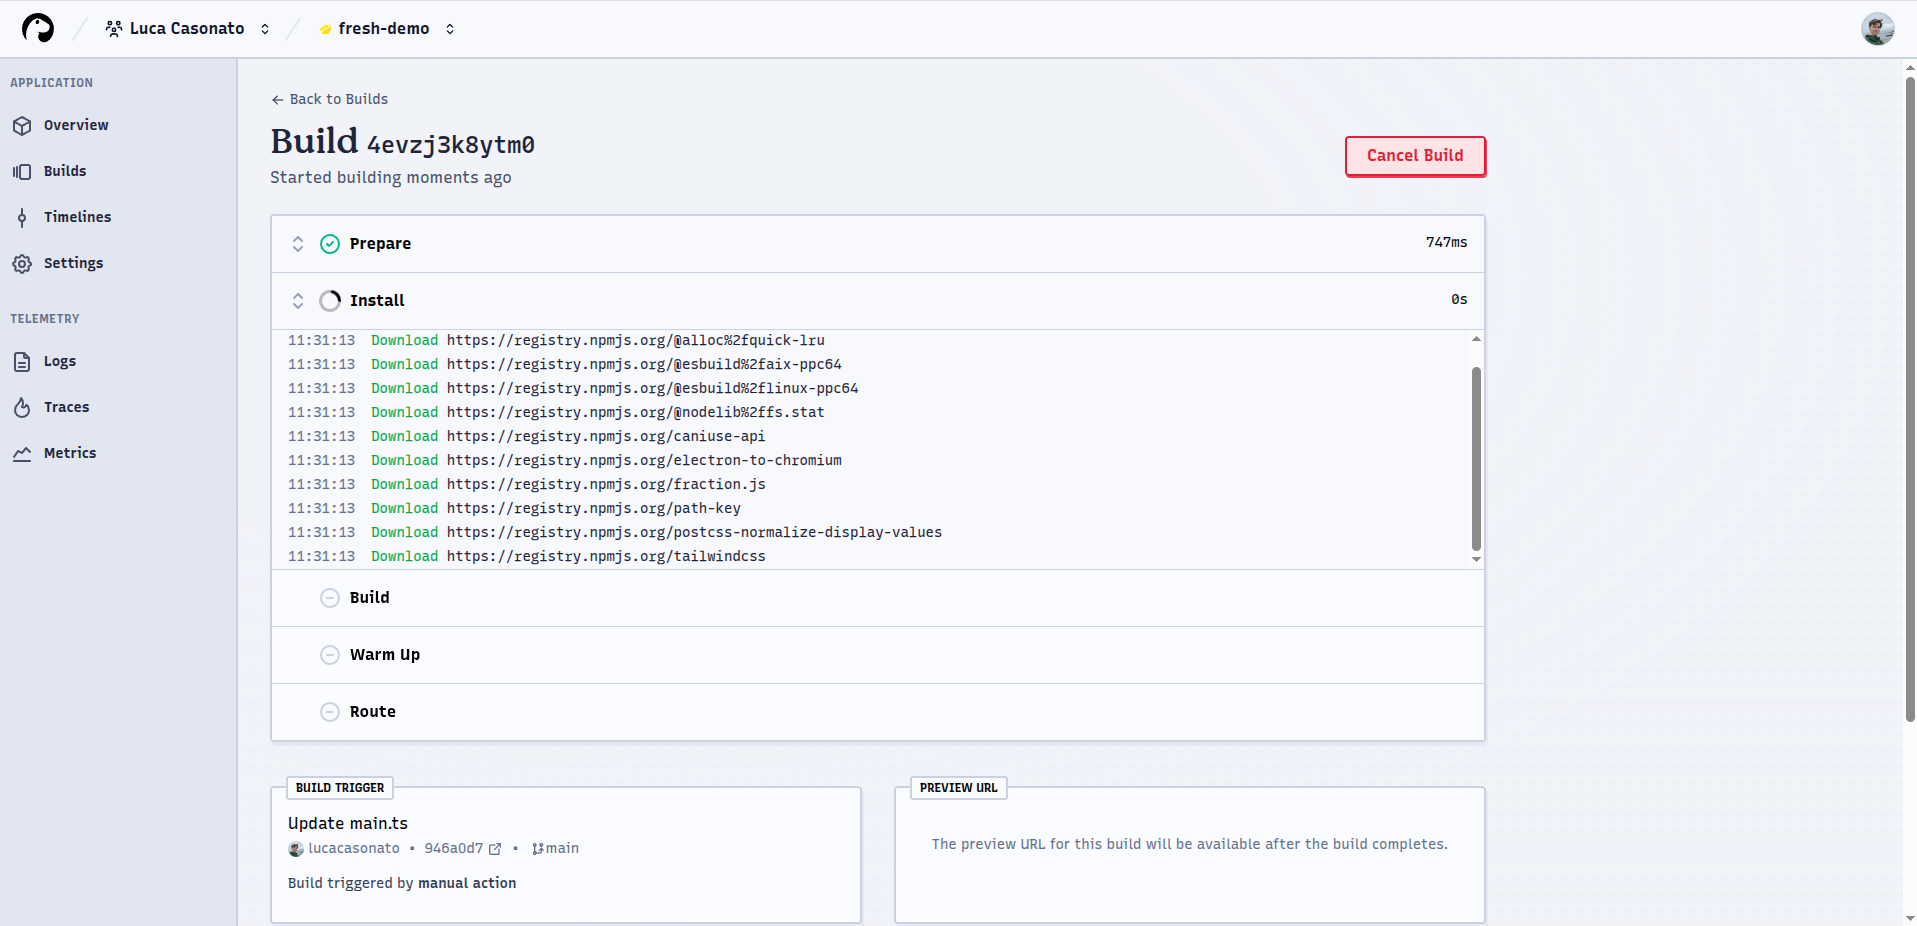 Luca Casonato
fresh-demo
APPLICATION
Overview
Builds
Timelines
Settings
TELEMETRY
Logs
Traces
Metrics
← Back to Builds
Build 4evzj3k8ytm0
Started building moments ago
Cancel Build
Prepare 747ms
Install 0s
11:31:13 Download https://registry.npmjs.org/@alloc%2fquick-lru
11:31:13 Download https://registry.npmjs.org/@esbuild%2faix-ppc64
11:31:13 Download https://registry.npmjs.org/@esbuild%2flinux-ppc64
11:31:13 Download https://registry.npmjs.org/@nodelib%2ffs.stat
11:31:13 Download https://registry.npmjs.org/caniuse-api
11:31:13 Download https://registry.npmjs.org/electron-to-chromium
11:31:13 Download https://registry.npmjs.org/fraction.js
11:31:13 Download https://registry.npmjs.org/path-key
11:31:13 Download https://registry.npmjs.org/postcss-normalize-display-values
11:31:13 Download https://registry.npmjs.org/tailwindcss
Build
Warm Up
Route
BUILD TRIGGER
Update main.ts
lucacasonato • 946a0d7 • main
Build triggered by manual action
PREVIEW URL
The preview URL for this build will be available after the build completes.